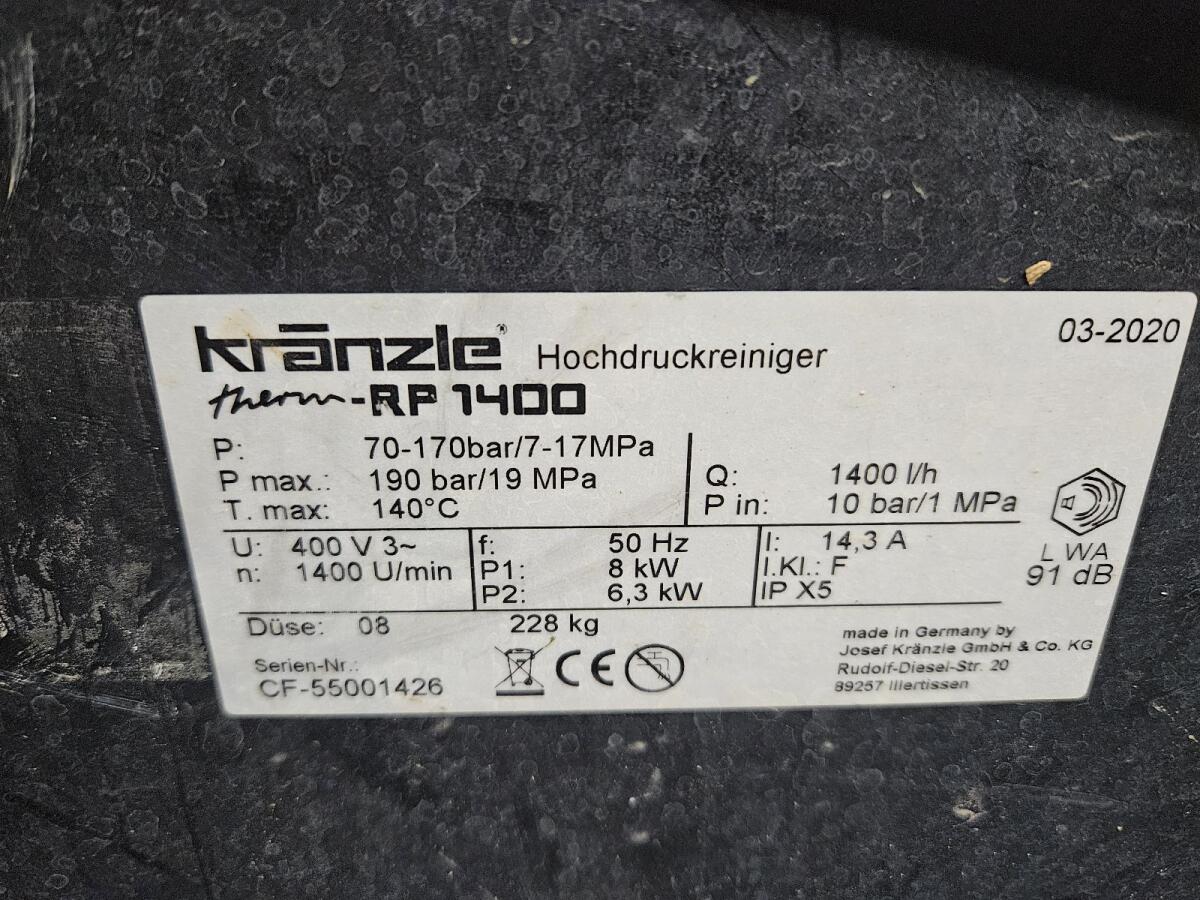 kränzle® Hochdruckreiniger 03-2020
therm-RP 1400
P: 70-170bar/7-17MPa
P max.: 190 bar/19 MPa
T. max: 140°C
Q: 1400 l/h
P in: 10 bar/1 MPa
U: 400 V 3~
n: 1400 U/min
f: 50 Hz
P1: 8 kW
P2: 6,3 kW
I: 14,3 A
I.Kl.: F
IP X5
LWA
91 dB
Düse: 08 228 kg
Serien-Nr.:
CF-55001426
CE
made in Germany by
Josef Kränzle GmbH & Co. KG
Rudolf-Diesel-Str. 20
89257 Illertissen